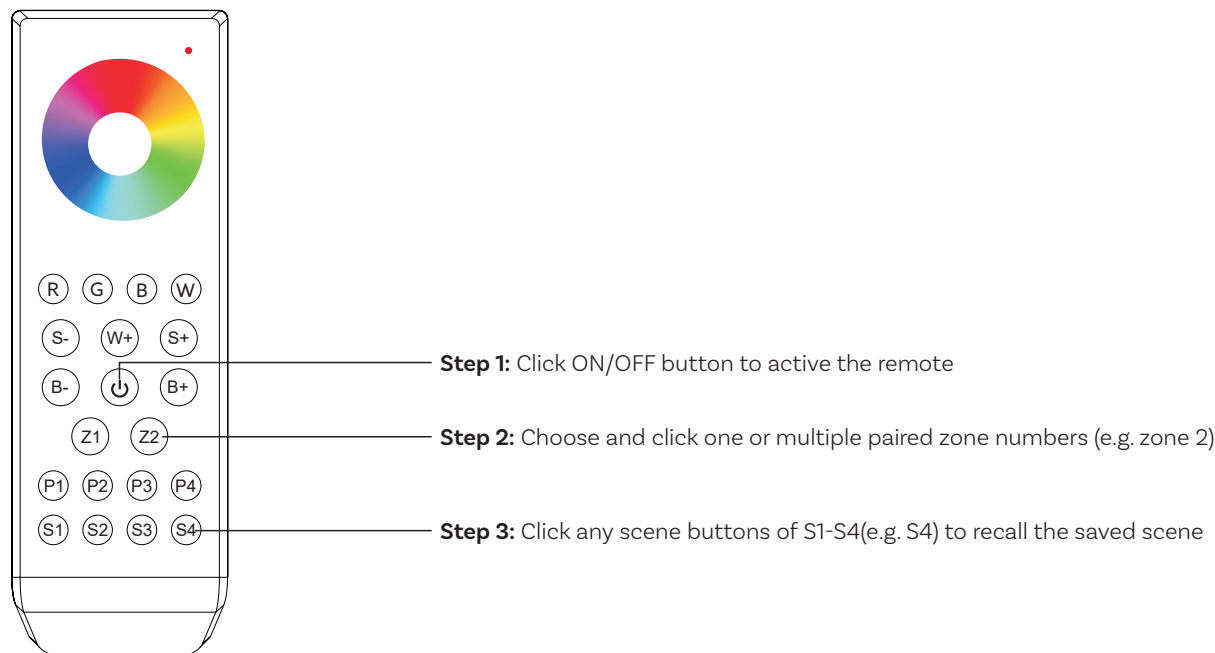 R G B W
S- W+ S+
Step 1: Click ON/OFF button to active the remote
B- B+
Z1 Z2
Step 2: Choose and click one or multiple paired zone numbers (e.g. zone 2)
P1 P2 P3 P4
S1 S2 S3 S4
Step 3: Click any scene buttons of S1-S4(e.g. S4) to recall the saved scene